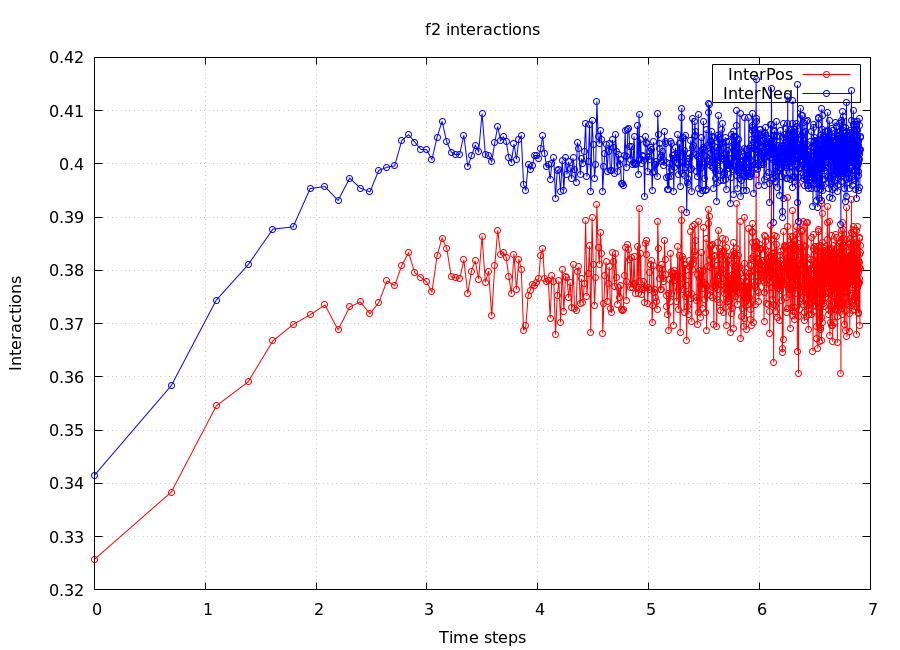 f2 interactions
0.42
0.41
0.4
0.39
0.38
0.37
0.36
0.35
0.34
0.33
0.32
InterPos
InterNeg
Interactions
0 1 2 3 4 5 6 7
Time steps